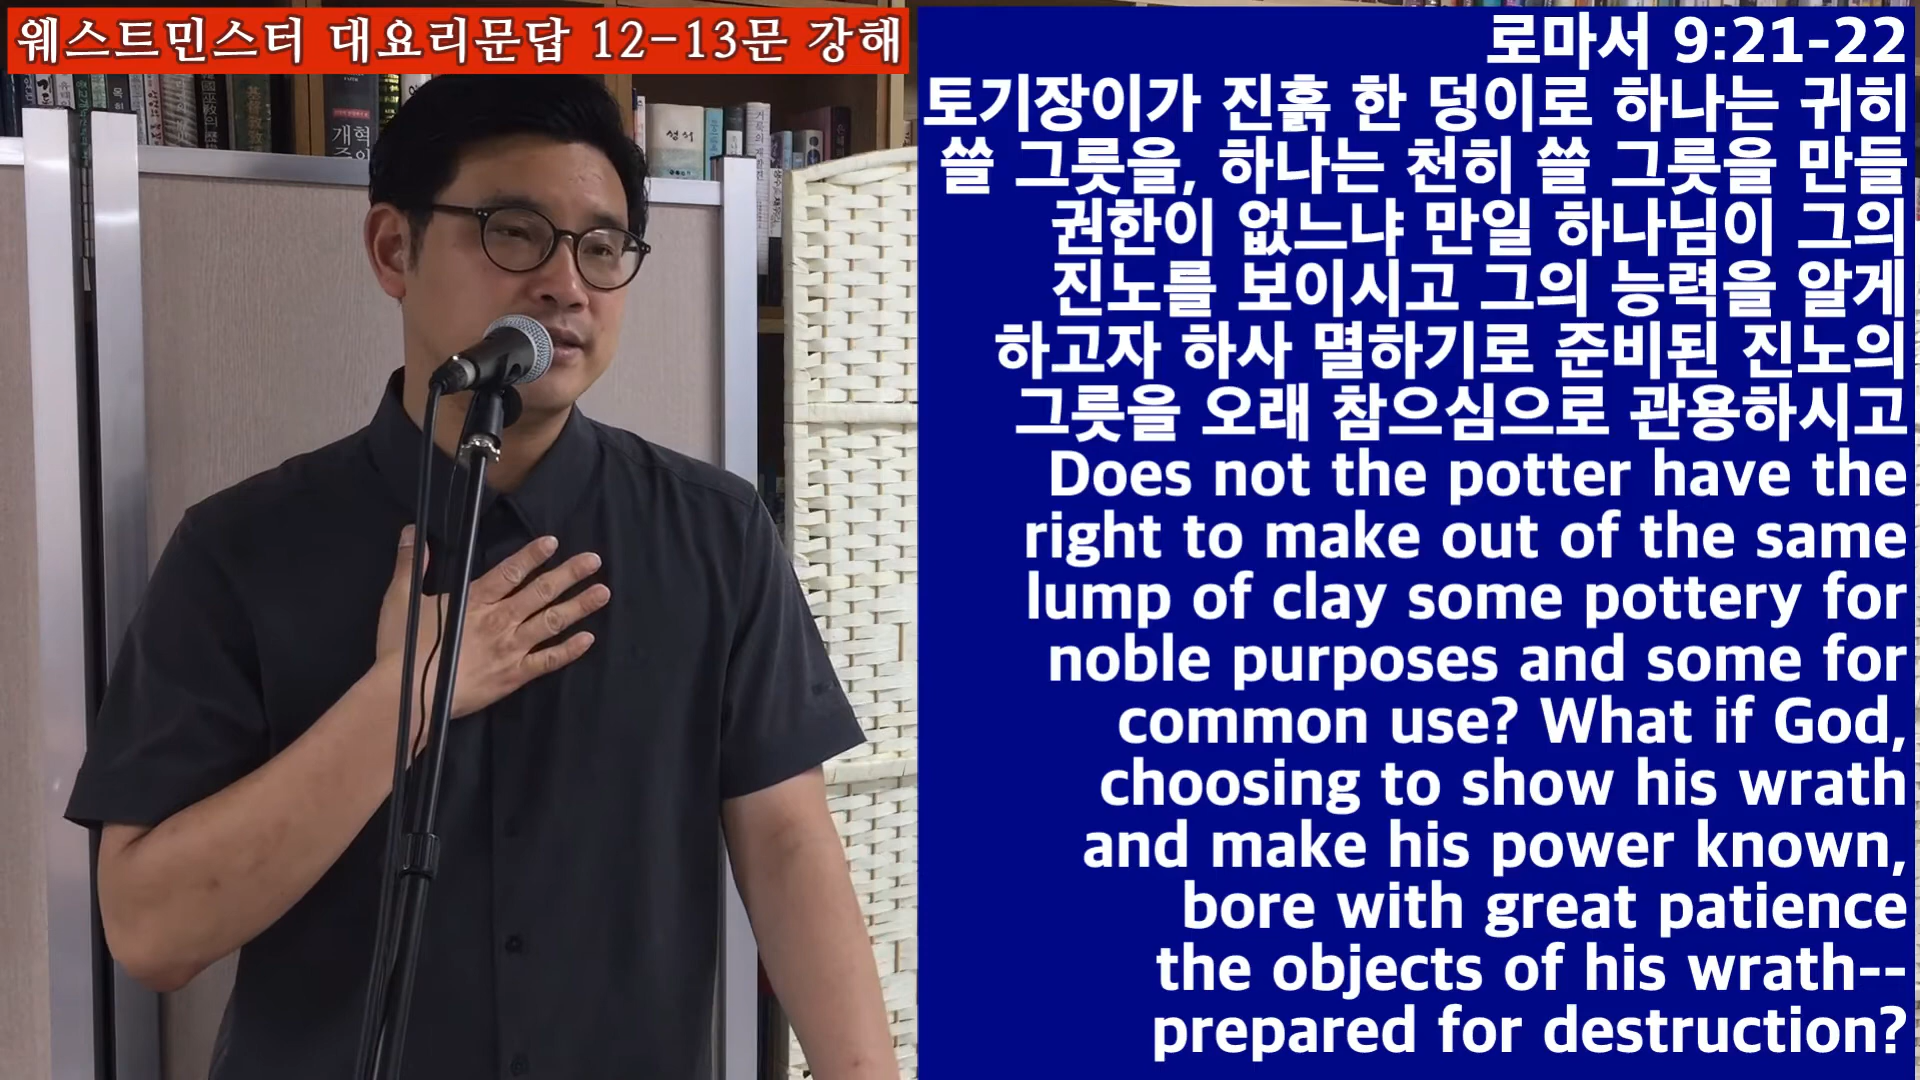 웨스트민스터 대요리문답 12-13문 강해
개혁
성서
로마서 9:21-22
토기장이가 진흙 한 덩이로 하나는 귀히
쓸 그릇을, 하나는 천히 쓸 그릇을 만들
권한이 없느냐 만일 하나님이 그의
진노를 보이시고 그의 능력을 알게
하고자 하사 멸하기로 준비된 진노의
그릇을 오래 참으심으로 관용하시고
Does not the potter have the
right to make out of the same
lump of clay some pottery for
noble purposes and some for
common use? What if God,
choosing to show his wrath
and make his power known,
bore with great patience
the objects of his wrath--
prepared for destruction?